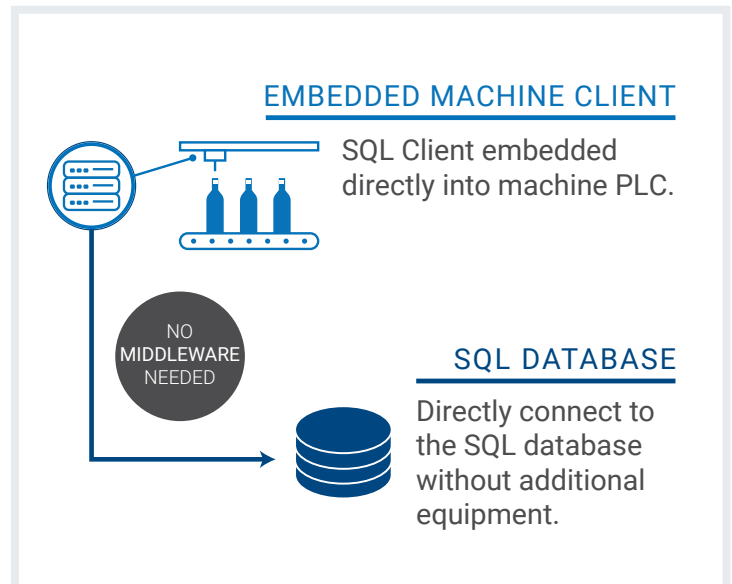 EMBEDDED MACHINE CLIENT
SQL Client embedded
directly into machine PLC.
NO
MIDDLEWARE
NEEDED
SQL DATABASE
Directly connect to
the SQL database
without additional
equipment.